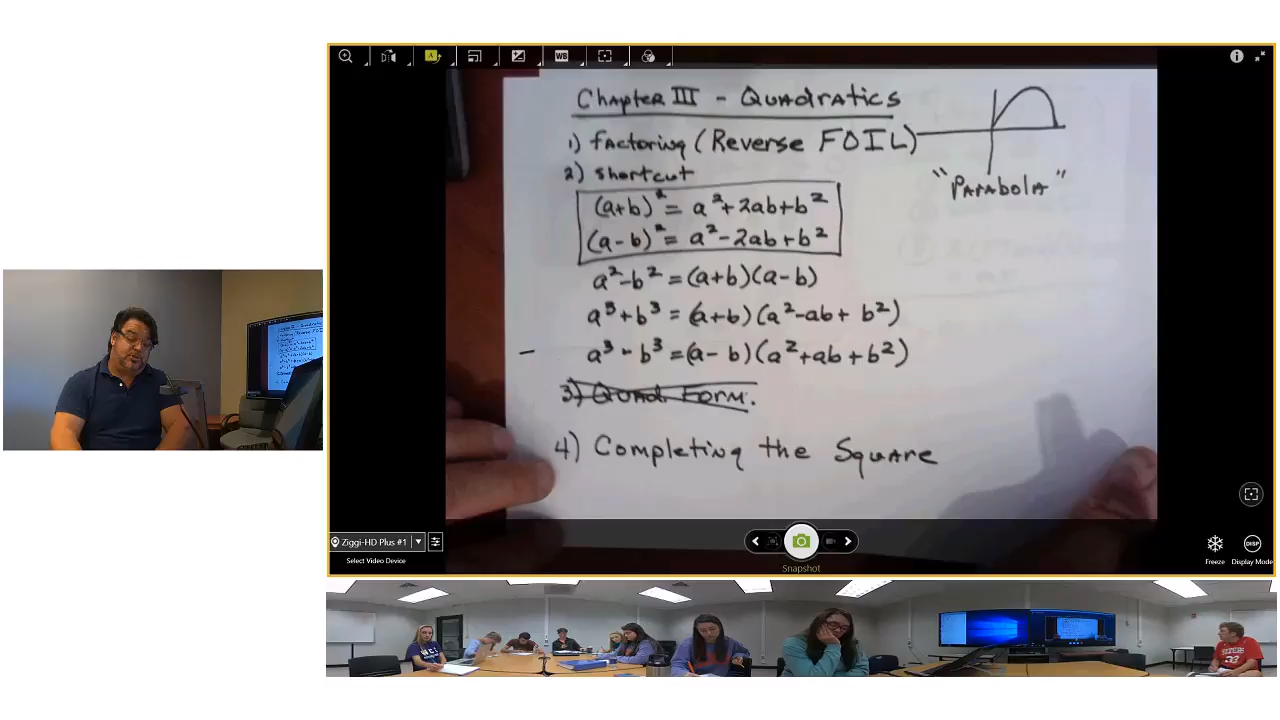 Chapter III - Quadratics
1) factoring (Reverse FOIL)
2) shortcut
"Parabola"
(a+b)² = a²+2ab+b²
(a-b)² = a²-2ab+b²
a²-b² = (a+b)(a-b)
a³+b³ = (a+b)(a²-ab+b²)
- a³-b³ = (a-b)(a²+ab+b²)
3) Quad. Form.
4) Completing the Square
Ziggi-HD Plus #1
Select Video Device
Snapshot
Freeze
Display Mode
DISP
WB
A